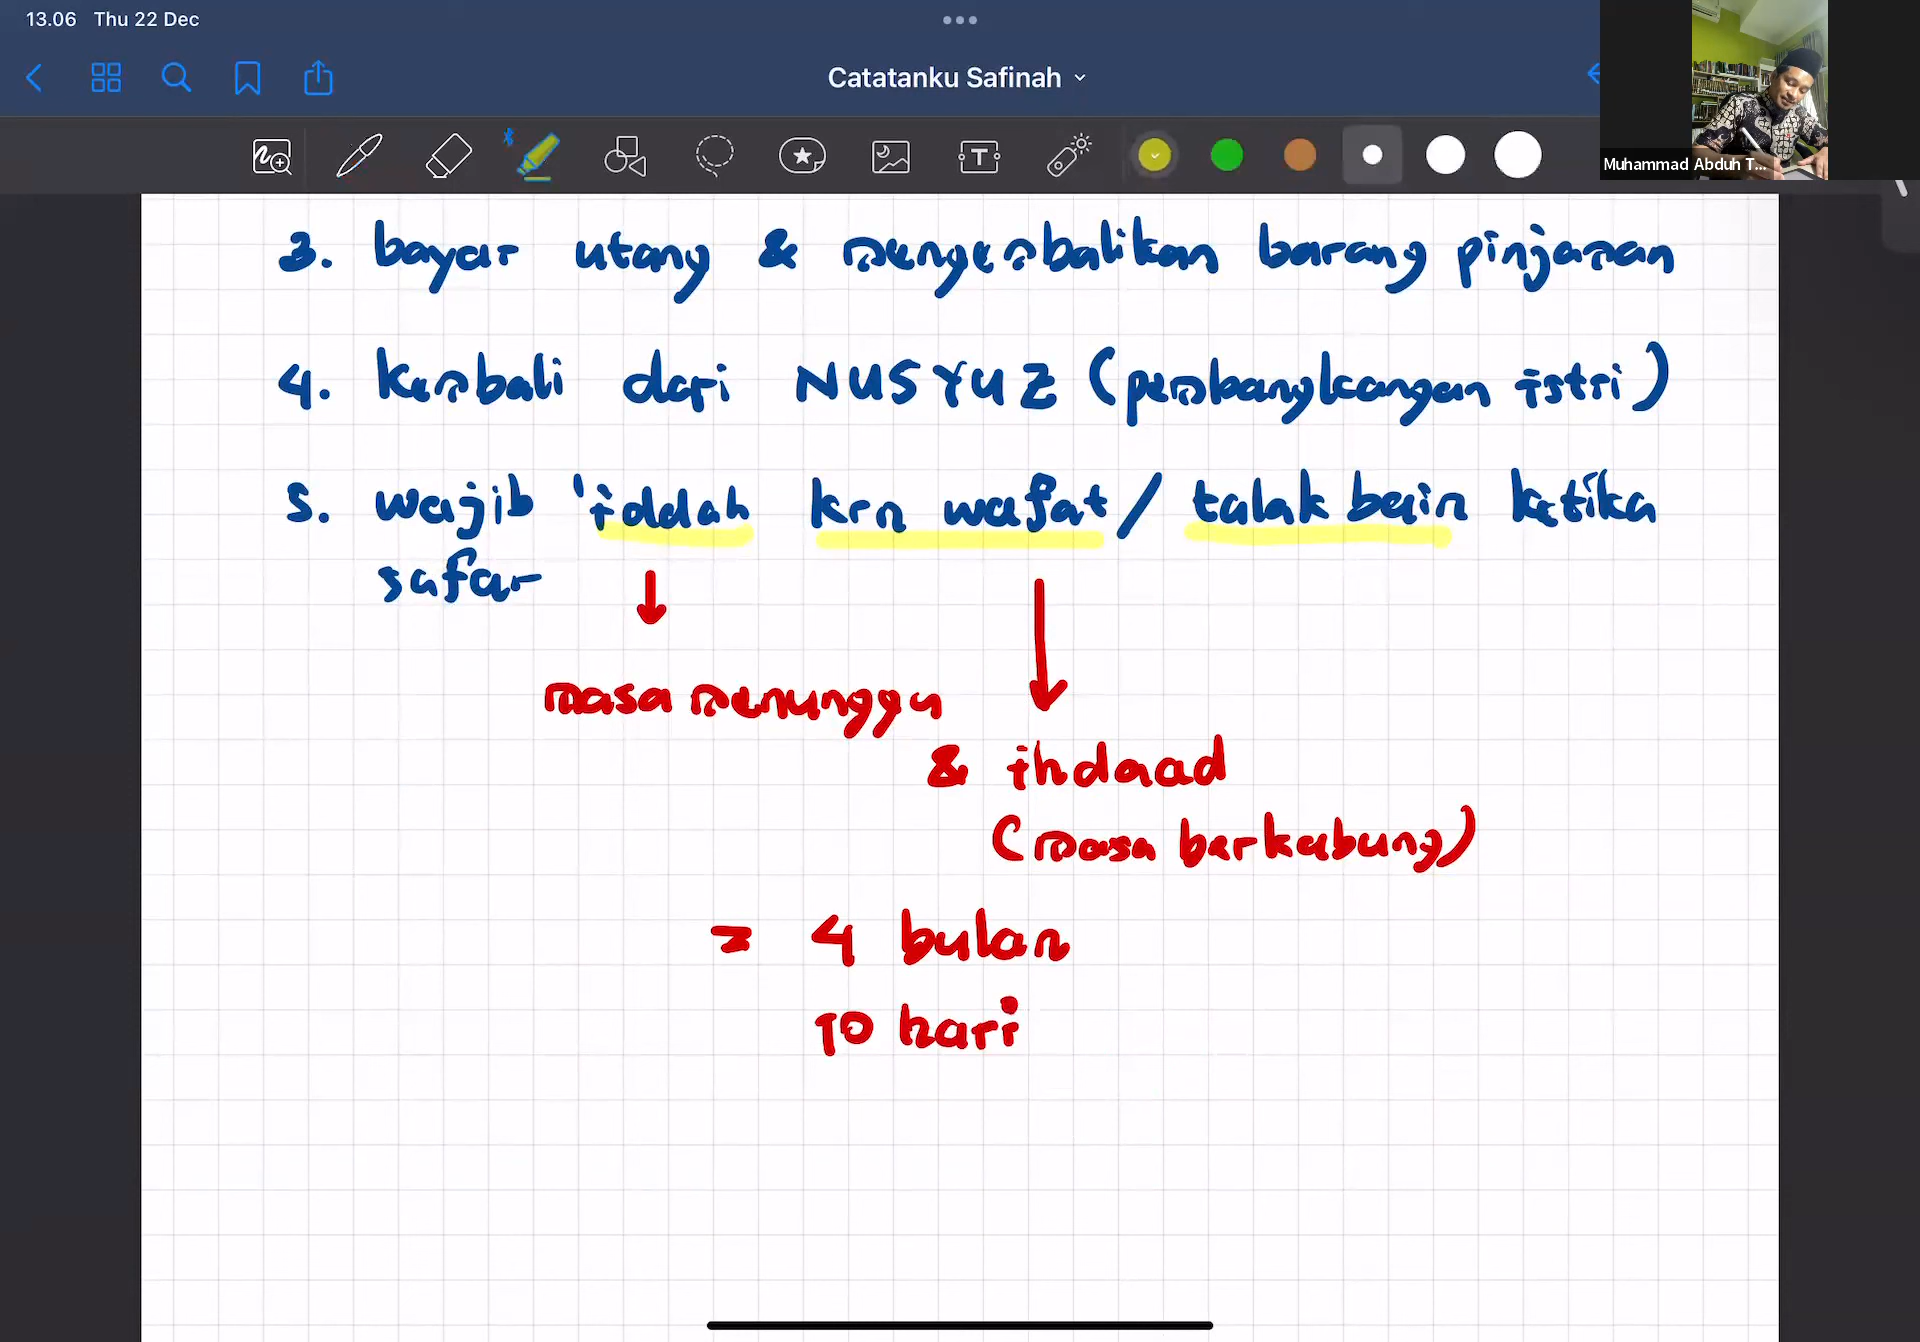 13.06 Thu 22 Dec
Catatanku Safinah
Muhammad Abduh T...
3. bayar utang & mengembalikan barang pinjaman
4. kembali dari NUSYUZ (pembangkangan istri)
5. wajib 'iddah krn wafat / talak bain ketika
safar
masa menunggu
& ihdaad
(masa berkabung)
= 4 bulan
10 hari